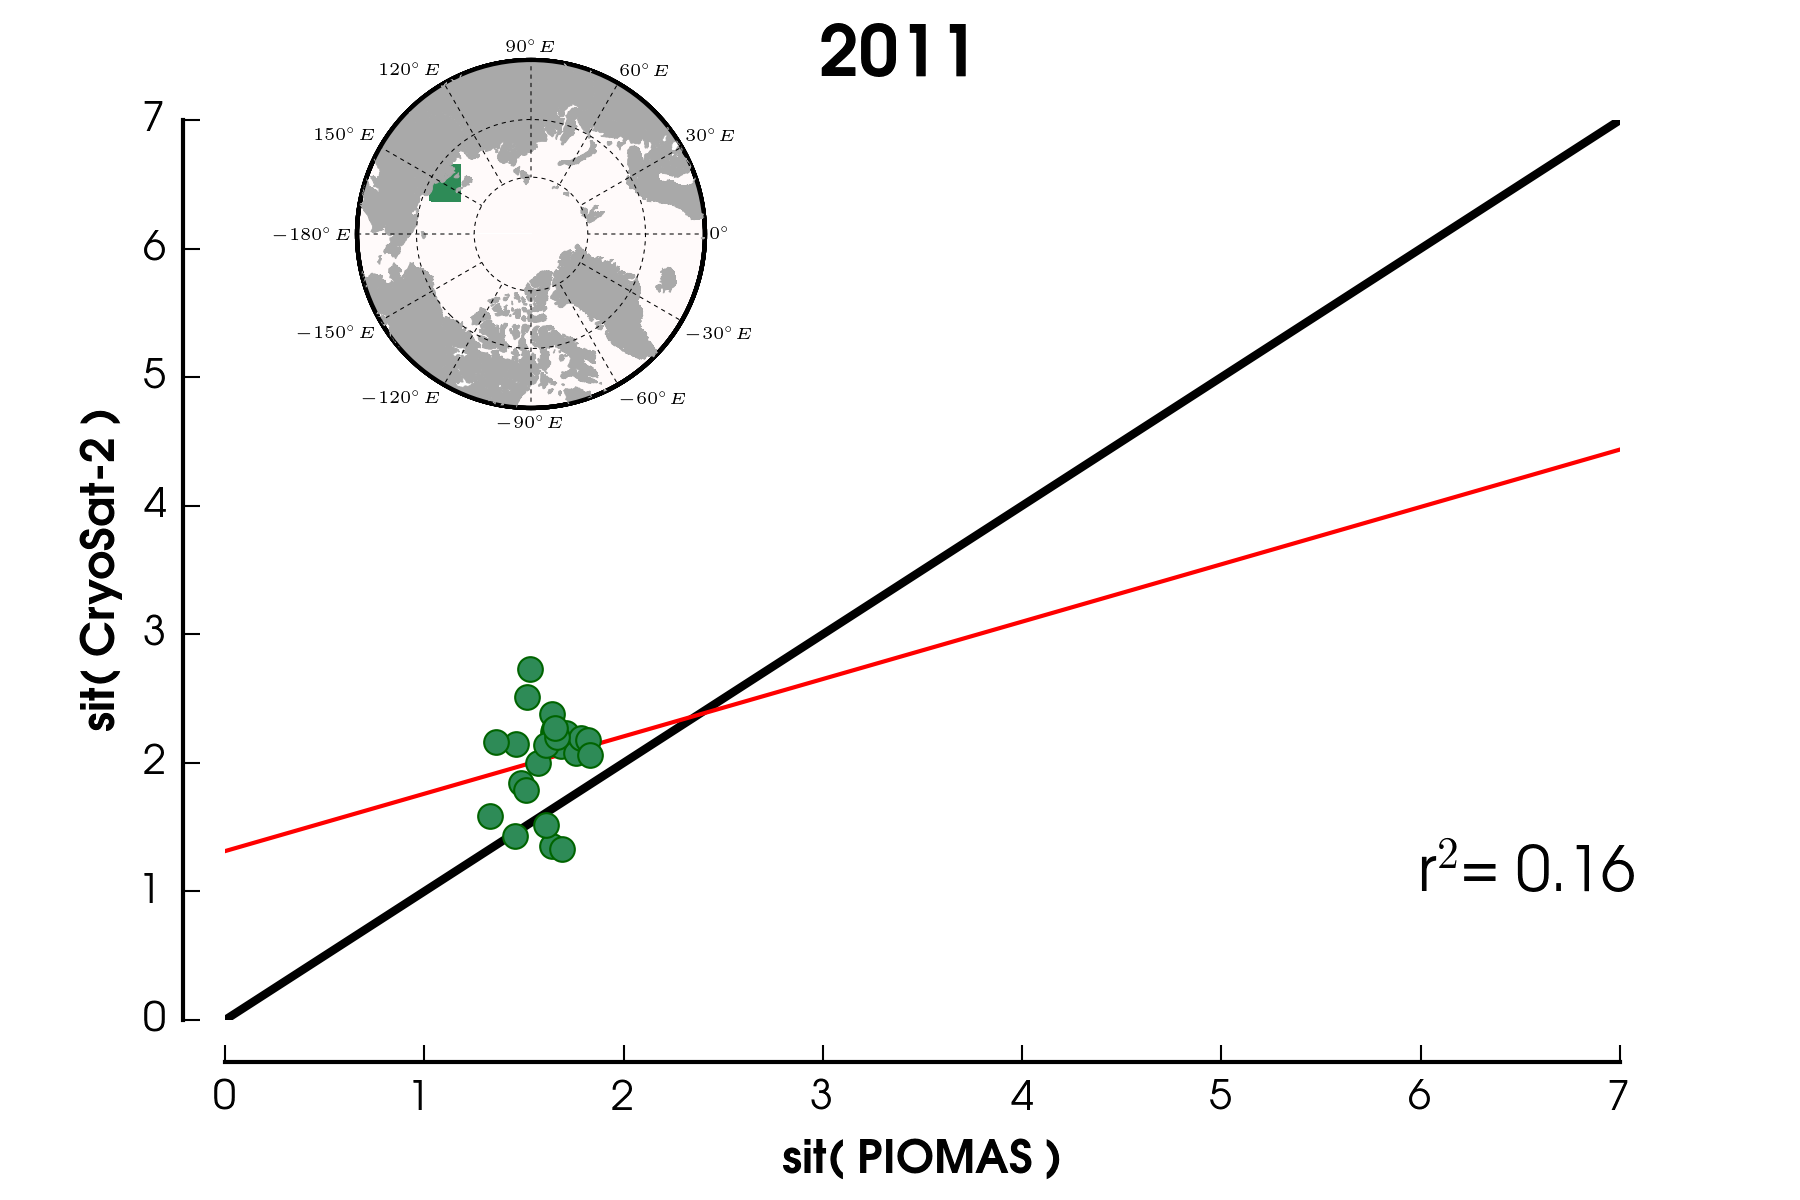 2011
90° E
120° E
60° E
150° E
30° E
−180° E
0°
−150° E
−30° E
−120° E
−60° E
−90° E
7
6
5
4
3
2
1
0
sit( CryoSat-2 )
r²= 0.16
0 1 2 3 4 5 6 7
sit( PIOMAS )